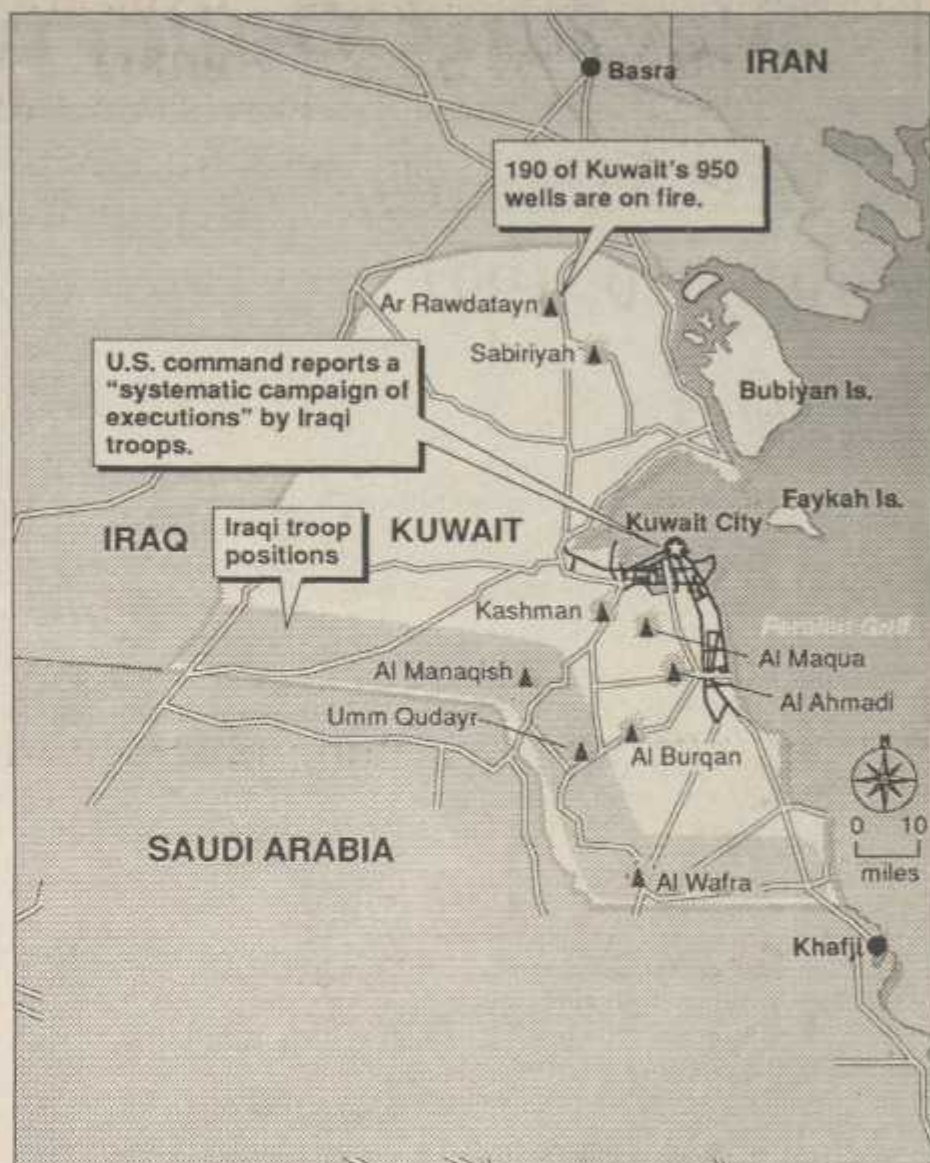 IRAN
Basra
190 of Kuwait's 950
wells are on fire.
Ar Rawdatayn
Sabiriyah
U.S. command reports a
"systematic campaign of
executions" by Iraqi
troops.
Bubiyan Is.
Faykah Is.
Kuwait City
IRAQ
Iraqi troop
positions
KUWAIT
Kashman
Persian Gulf
Al Maqua
Al Manaqish
Al Ahmadi
Umm Qudayr
Al Burqan
N
0 10
miles
SAUDI ARABIA
Al Wafra
Khafji